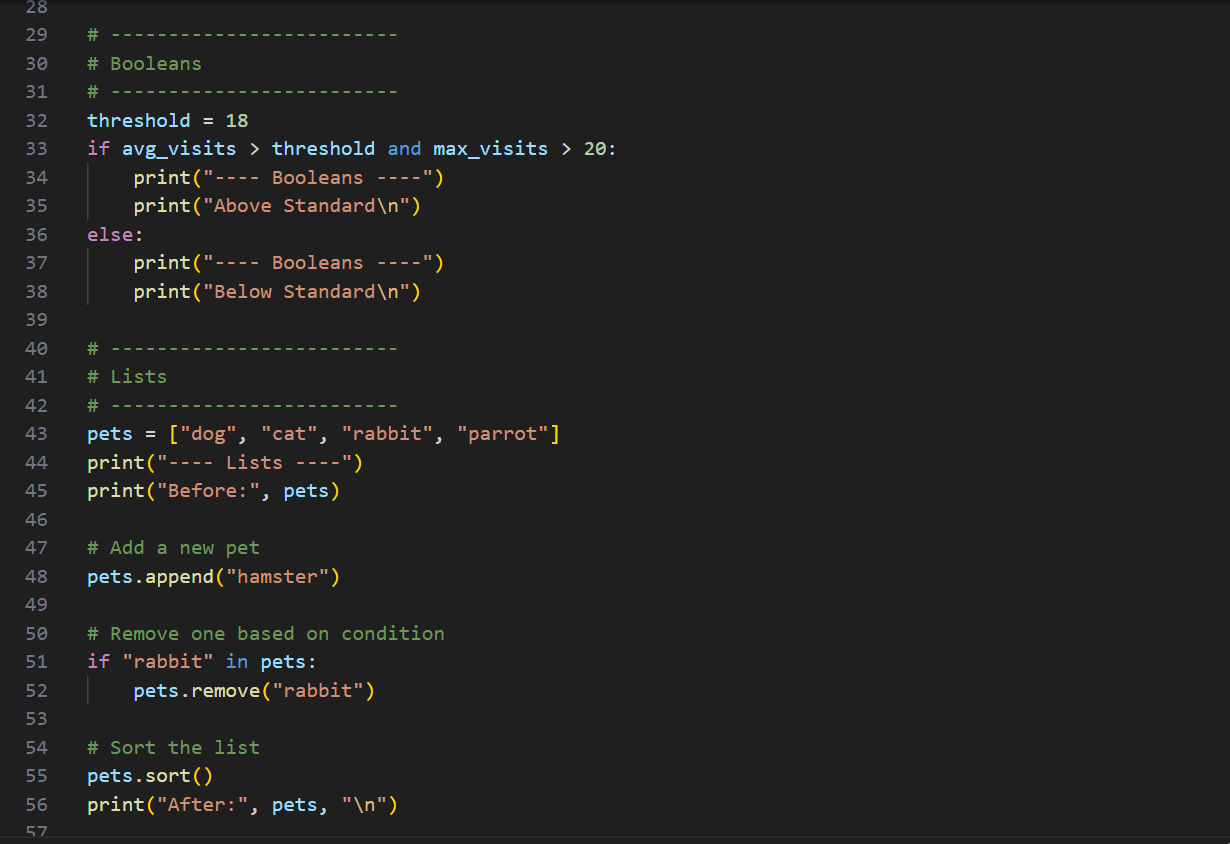 28
29 # -------------------------
30 # Booleans
31 # -------------------------
32 threshold = 18
33 if avg_visits > threshold and max_visits > 20:
34     print("---- Booleans ----")
35     print("Above Standard\n")
36 else:
37     print("---- Booleans ----")
38     print("Below Standard\n")
39
40 # -------------------------
41 # Lists
42 # -------------------------
43 pets = ["dog", "cat", "rabbit", "parrot"]
44 print("---- Lists ----")
45 print("Before:", pets)
46
47 # Add a new pet
48 pets.append("hamster")
49
50 # Remove one based on condition
51 if "rabbit" in pets:
52     pets.remove("rabbit")
53
54 # Sort the list
55 pets.sort()
56 print("After:", pets, "\n")
57